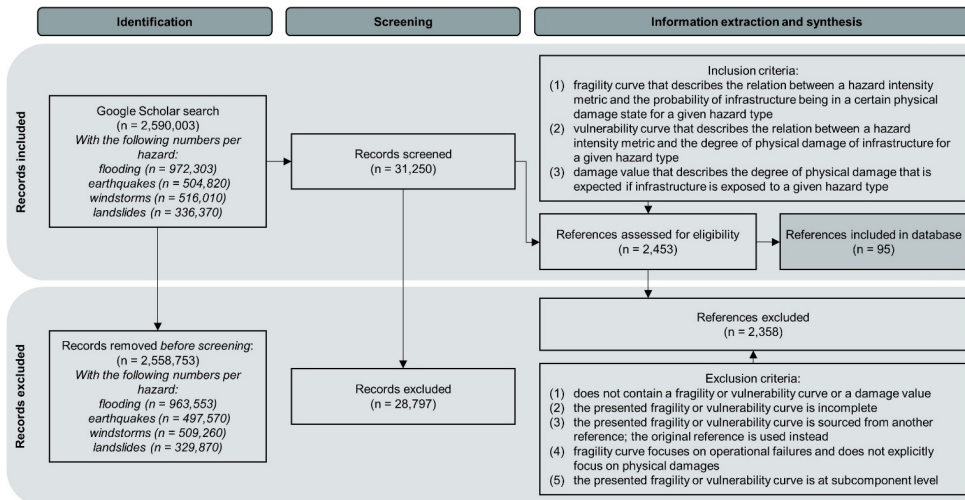 Identification
Screening
Information extraction and synthesis
Records included
Google Scholar search
(n = 2,590,003)
With the following numbers per
hazard:
flooding (n = 972,303)
earthquakes (n = 504,820)
windstorms (n = 516,010)
landslides (n = 336,370)
Records screened
(n = 31,250)
Inclusion criteria:
(1) fragility curve that describes the relation between a hazard intensity
metric and the probability of infrastructure being in a certain physical
damage state for a given hazard type
(2) vulnerability curve that describes the relation between a hazard
intensity metric and the degree of physical damage of infrastructure for
a given hazard type
(3) damage value that describes the degree of physical damage that is
expected if infrastructure is exposed to a given hazard type
References assessed for eligibility
(n = 2,453)
References included in database
(n = 95)
Records excluded
Records removed before screening:
(n = 2,558,753)
With the following numbers per
hazard:
flooding (n = 963,553)
earthquakes (n = 497,570)
windstorms (n = 509,260)
landslides (n = 329,870)
Records excluded
(n = 28,797)
References excluded
(n = 2,358)
Exclusion criteria:
(1) does not contain a fragility or vulnerability curve or a damage value
(2) the presented fragility or vulnerability curve is incomplete
(3) the presented fragility or vulnerability curve is sourced from another
reference; the original reference is used instead
(4) fragility curve focuses on operational failures and does not explicitly
focus on physical damages
(5) the presented fragility or vulnerability curve is at subcomponent level